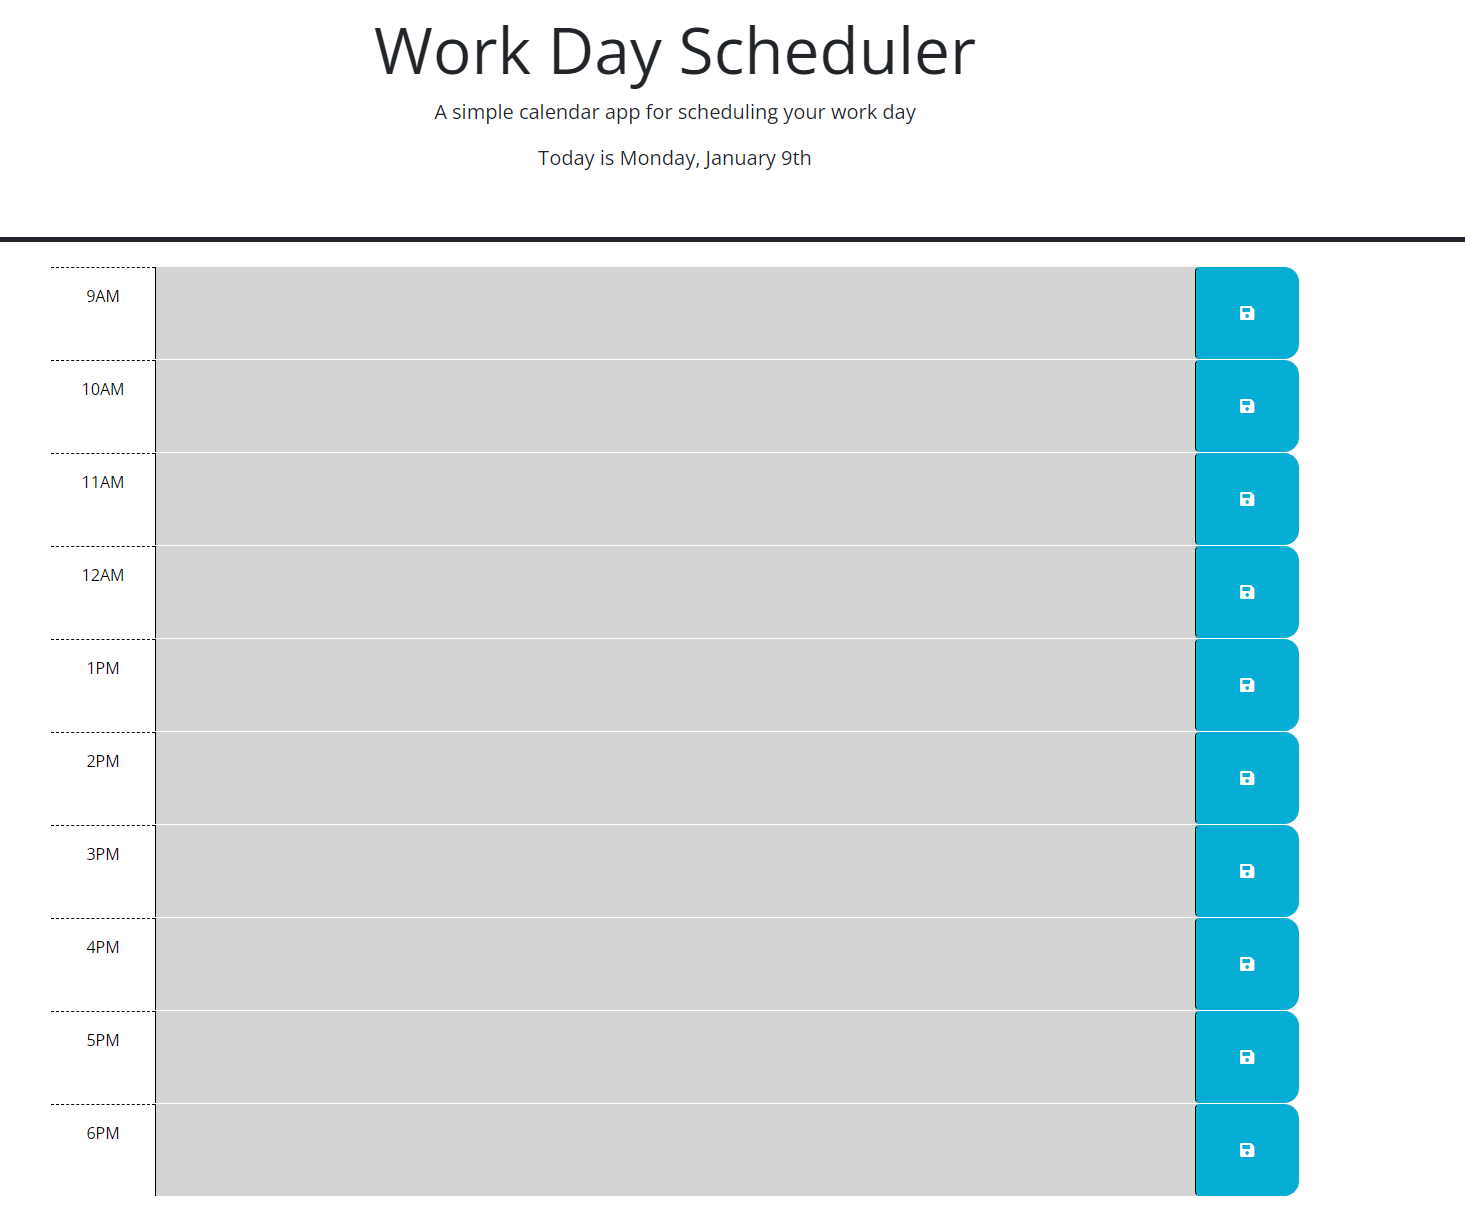 Work Day Scheduler
A simple calendar app for scheduling your work day
Today is Monday, January 9th
9AM
10AM
11AM
12AM
1PM
2PM
3PM
4PM
5PM
6PM